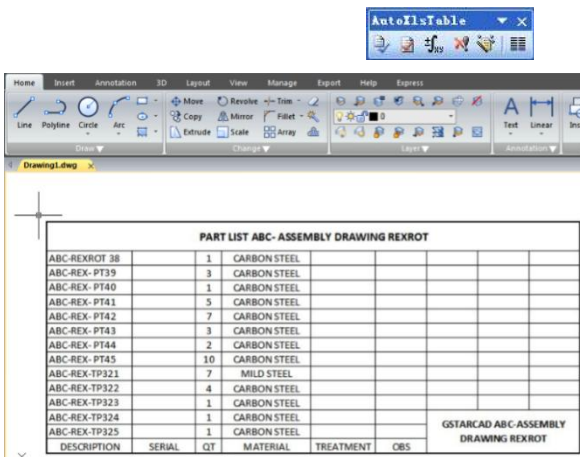 AutoXlsTable
Home Insert Annotation 3D Layout View Manage Export Help Express
Move Revolve Trim
Line Polyline Circle Arc Copy Mirror Fillet 0 Text Linear
Extrude Scale Array
Draw Change Layer Annotation
Drawing1.dwg
PART LIST ABC- ASSEMBLY DRAWING REXROT
ABC-REXROT 38 1 CARBON STEEL
ABC-REX- PT39 3 CARBON STEEL
ABC-REX- PT40 1 CARBON STEEL
ABC-REX- PT41 5 CARBON STEEL
ABC-REX- PT42 7 CARBON STEEL
ABC-REX- PT43 3 CARBON STEEL
ABC-REX- PT44 2 CARBON STEEL
ABC-REX- PT45 10 CARBON STEEL
ABC-REX-TP321 7 MILD STEEL
ABC-REX-TP322 4 CARBON STEEL
ABC-REX-TP323 1 CARBON STEEL
ABC-REX-TP324 1 CARBON STEEL
ABC-REX-TP325 1 CARBON STEEL
DESCRIPTION SERIAL QT MATERIAL TREATMENT OBS
GSTARCAD ABC-ASSEMBLY
DRAWING REXROT